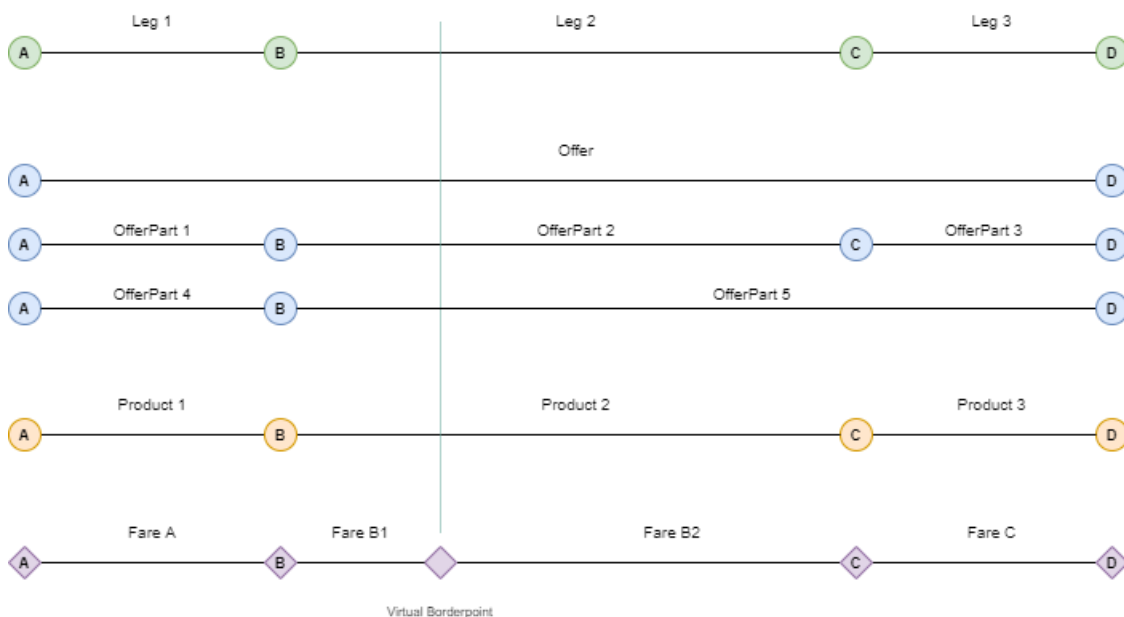 Leg 1 Leg 2 Leg 3
A B C D
Offer
A D
OfferPart 1 OfferPart 2 OfferPart 3
A B C D
OfferPart 4 OfferPart 5
A B D
Product 1 Product 2 Product 3
A B C D
Fare A Fare B1 Fare B2 Fare C
A B C D
Virtual Borderpoint